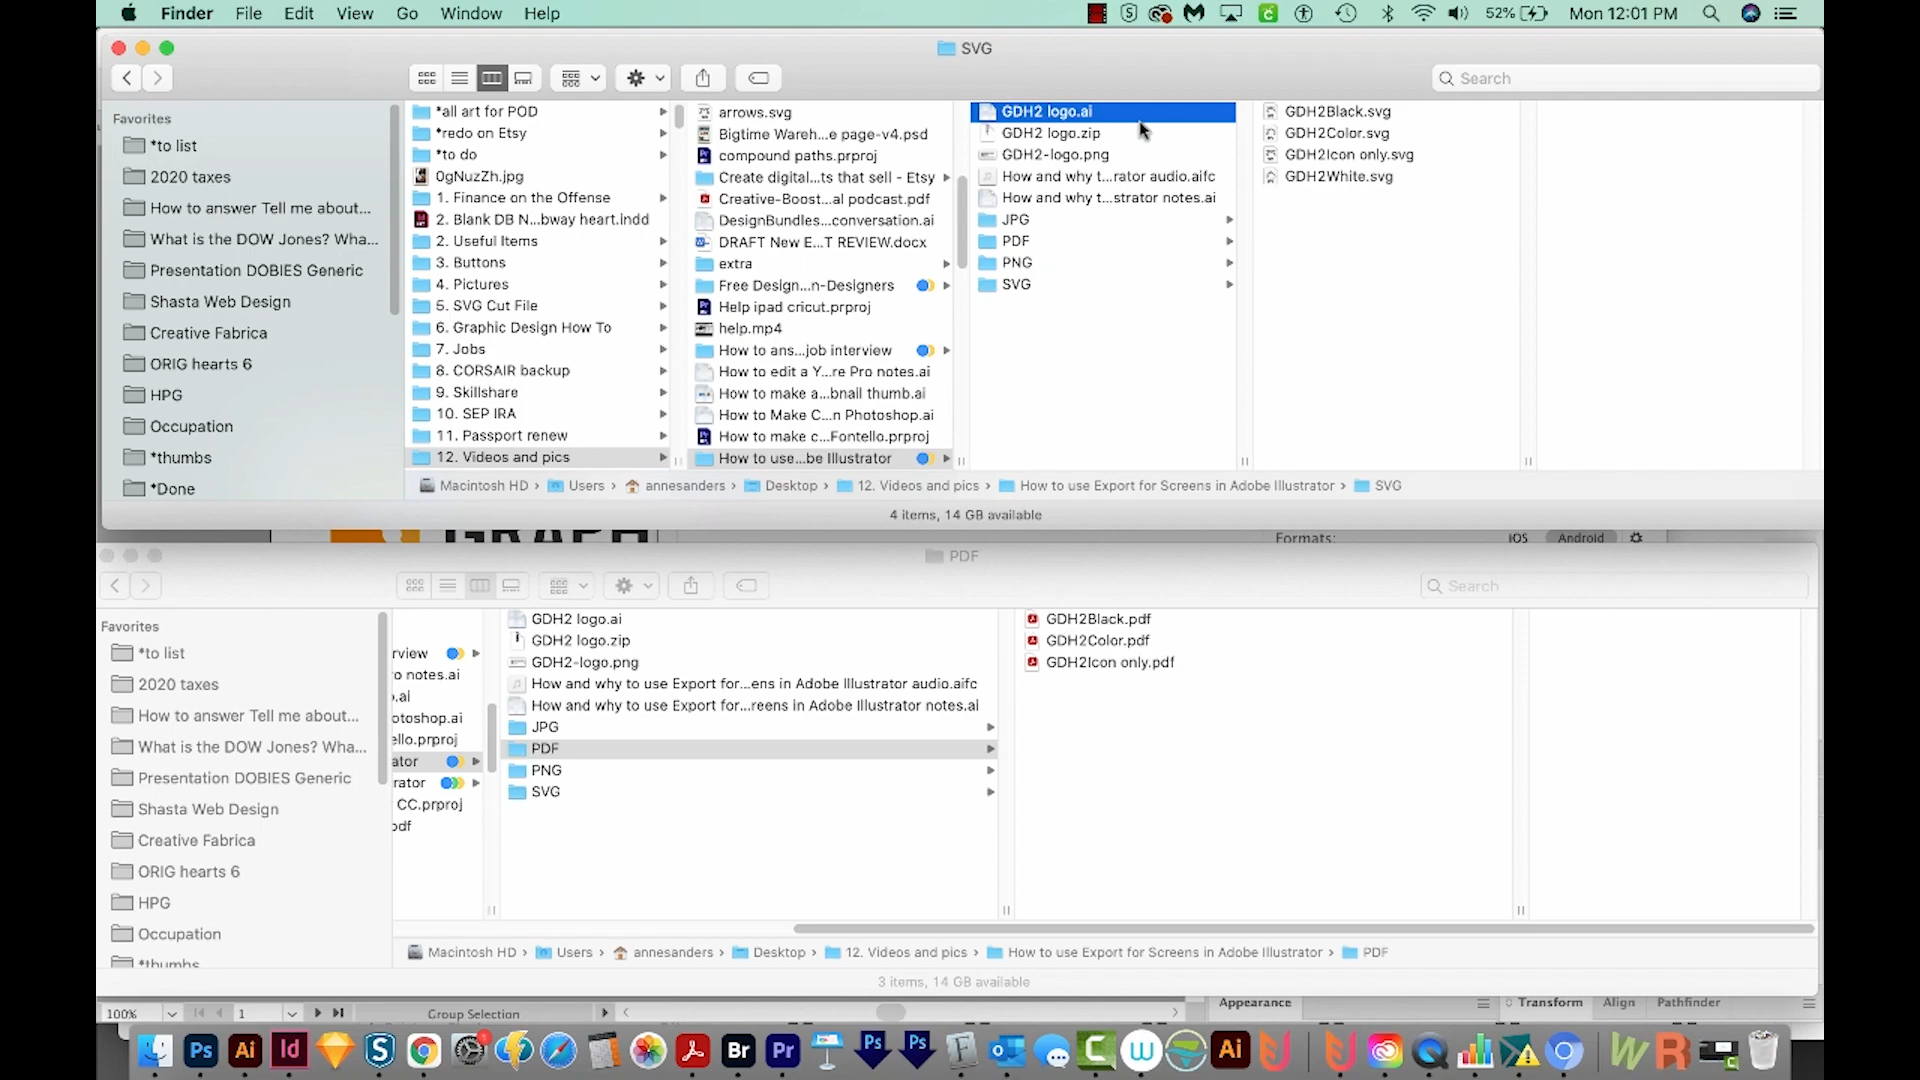 Finder File Edit View Go Window Help
52% Mon 12:01 PM
SVG
Search
Favorites
*to list
2020 taxes
How to answer Tell me about...
What is the DOW Jones? Wha...
Presentation DOBIES Generic
Shasta Web Design
Creative Fabrica
ORIG hearts 6
HPG
Occupation
*thumbs
*Done
*all art for POD
*redo on Etsy
*to do
0gNuzZh.jpg
1. Finance on the Offense
2. Blank DB N...bway heart.indd
2. Useful Items
3. Buttons
4. Pictures
5. SVG Cut File
6. Graphic Design How To
7. Jobs
8. CORSAIR backup
9. Skillshare
10. SEP IRA
11. Passport renew
12. Videos and pics
arrows.svg
Bigtime Wareh...e page-v4.psd
compound paths.prproj
Create digital...ts that sell - Etsy
Creative-Boost...al podcast.pdf
DesignBundles...conversation.ai
DRAFT New E...T REVIEW.docx
extra
Free Design...n-Designers
Help ipad cricut.prproj
help.mp4
How to ans...job interview
How to edit a Y...re Pro notes.ai
How to make a...bnail thumb.ai
How to Make C...n Photoshop.ai
How to make c...Fontello.prproj
How to use...be Illustrator
GDH2 logo.ai
GDH2 logo.zip
GDH2-logo.png
How and why t...rator audio.aifc
How and why t...strator notes.ai
JPG
PDF
PNG
SVG
GDH2Black.svg
GDH2Color.svg
GDH2Icon only.svg
GDH2White.svg
Macintosh HD › Users › annesanders › Desktop › 12. Videos and pics › How to use Export for Screens in Adobe Illustrator › SVG
4 items, 14 GB available
Formats: iOS Android
PDF
Search
Favorites
*to list
2020 taxes
How to answer Tell me about...
What is the DOW Jones? Wha...
Presentation DOBIES Generic
Shasta Web Design
Creative Fabrica
ORIG hearts 6
HPG
Occupation
*thumbs
rview
o notes.ai
.ai
otoshop.ai
ello.prproj
ator
rator
CC.prproj
odf
GDH2 logo.ai
GDH2 logo.zip
GDH2-logo.png
How and why to use Export for...ens in Adobe Illustrator audio.aifc
How and why to use Export for...reens in Adobe Illustrator notes.ai
JPG
PDF
PNG
SVG
GDH2Black.pdf
GDH2Color.pdf
GDH2Icon only.pdf
Macintosh HD › Users › annesanders › Desktop › 12. Videos and pics › How to use Export for Screens in Adobe Illustrator › PDF
3 items, 14 GB available
100% 1 Group Selection Appearance Transform Align Pathfinder
Ps Ai Id Br Pr Ps Ps Ai